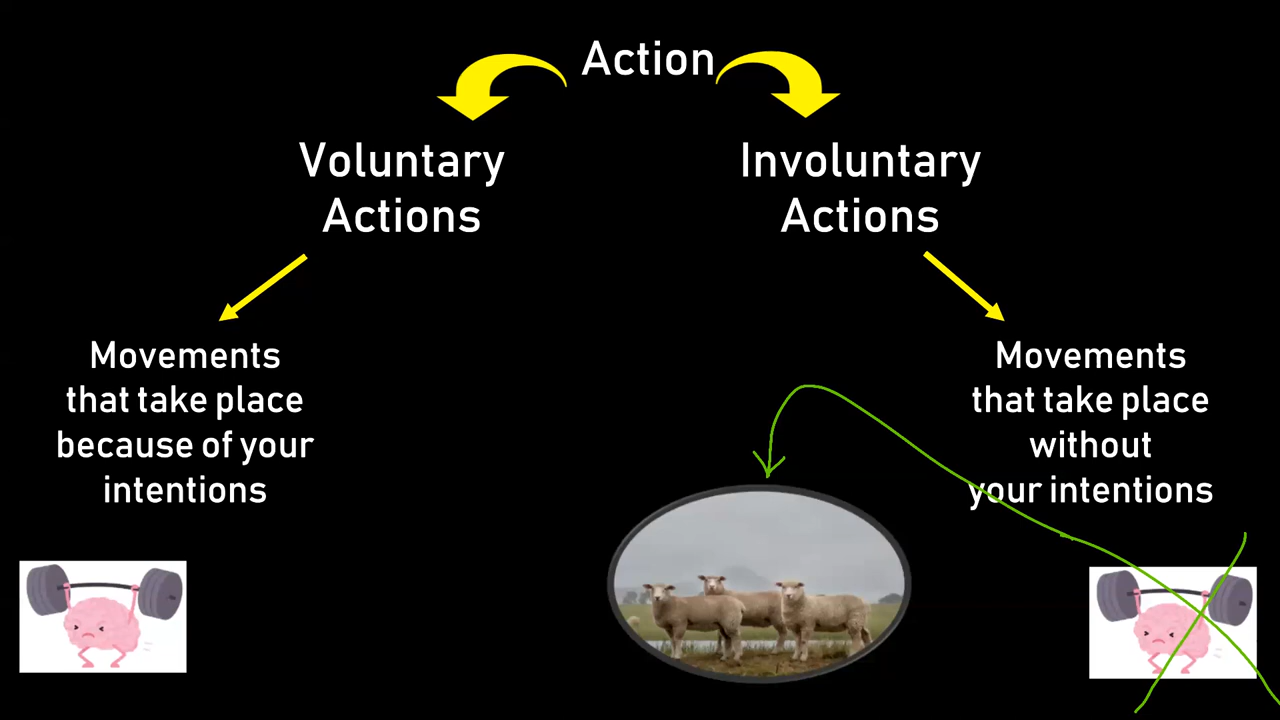 Action
Voluntary
Actions
Involuntary
Actions
Movements
that take place
because of your
intentions
Movements
that take place
without
your intentions